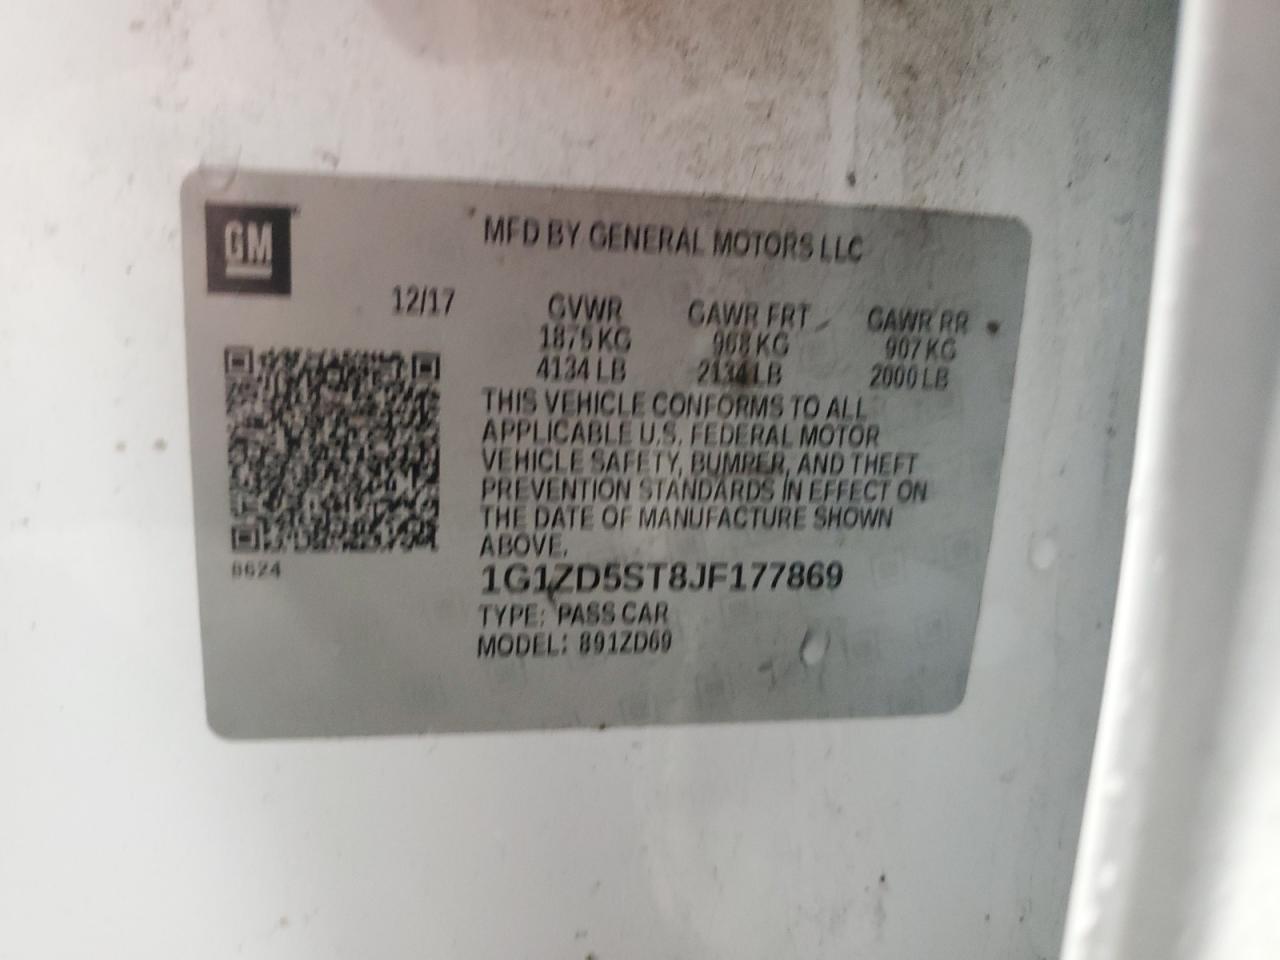 GM
MFD BY GENERAL MOTORS LLC
12/17
GVWR GAWR FRT GAWR RR
1875 KG 968 KG 907 KG
4134 LB 2134 LB 2000 LB
THIS VEHICLE CONFORMS TO ALL
APPLICABLE U.S. FEDERAL MOTOR
VEHICLE SAFETY, BUMPER, AND THEFT
PREVENTION STANDARDS IN EFFECT ON
THE DATE OF MANUFACTURE SHOWN
ABOVE.
1G1ZD5ST8JF177869
TYPE: PASS CAR
MODEL: 891ZD69